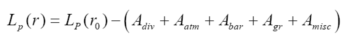 L_p(r) = L_P(r_0) − (A_div + A_atm + A_bar + A_gr + A_misc)